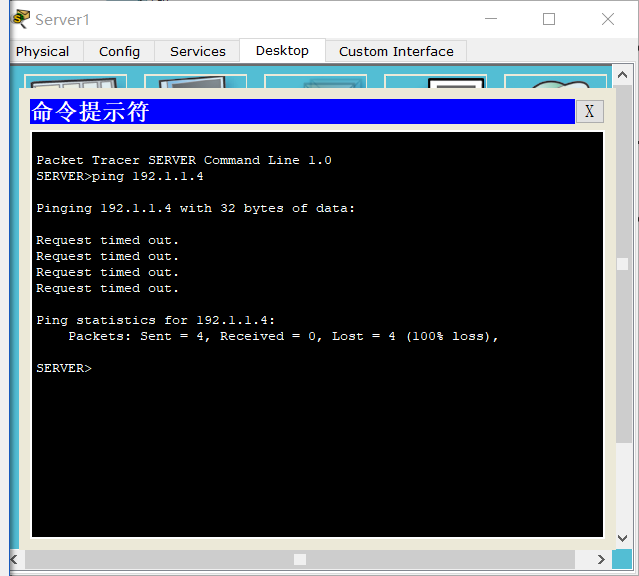 Server1
Physical Config Services Desktop Custom Interface
命令提示符 X
Packet Tracer SERVER Command Line 1.0
SERVER>ping 192.1.1.4
Pinging 192.1.1.4 with 32 bytes of data:
Request timed out.
Request timed out.
Request timed out.
Request timed out.
Ping statistics for 192.1.1.4:
Packets: Sent = 4, Received = 0, Lost = 4 (100% loss),
SERVER>